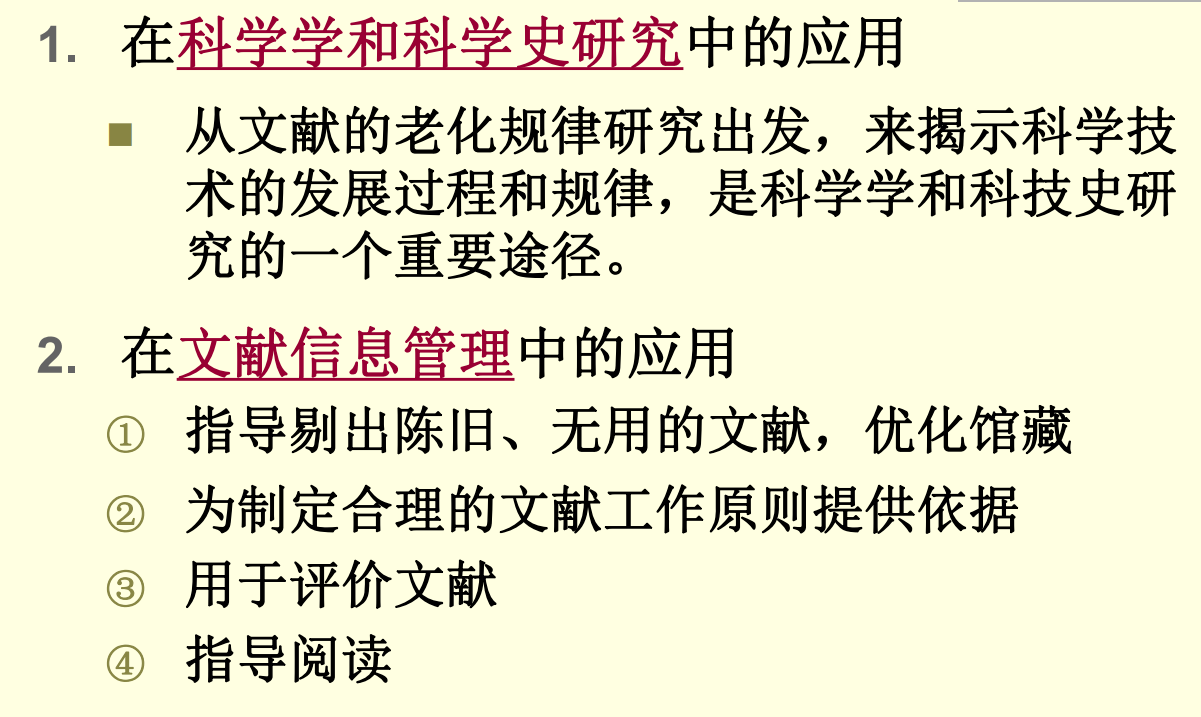 1. 在科学学和科学史研究中的应用
■ 从文献的老化规律研究出发，来揭示科学技
术的发展过程和规律，是科学学和科技史研
究的一个重要途径。
2. 在文献信息管理中的应用
① 指导剔出陈旧、无用的文献，优化馆藏
② 为制定合理的文献工作原则提供依据
③ 用于评价文献
④ 指导阅读